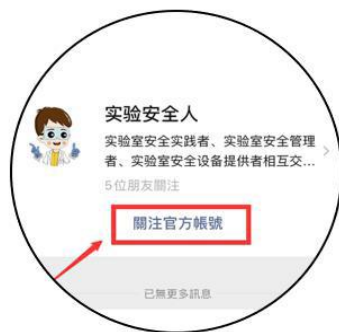 实验安全人
实验室安全实践者、实验室安全管理
者、实验室安全设备提供者相互交...
5位朋友關注
關注官方帳號
已無更多訊息